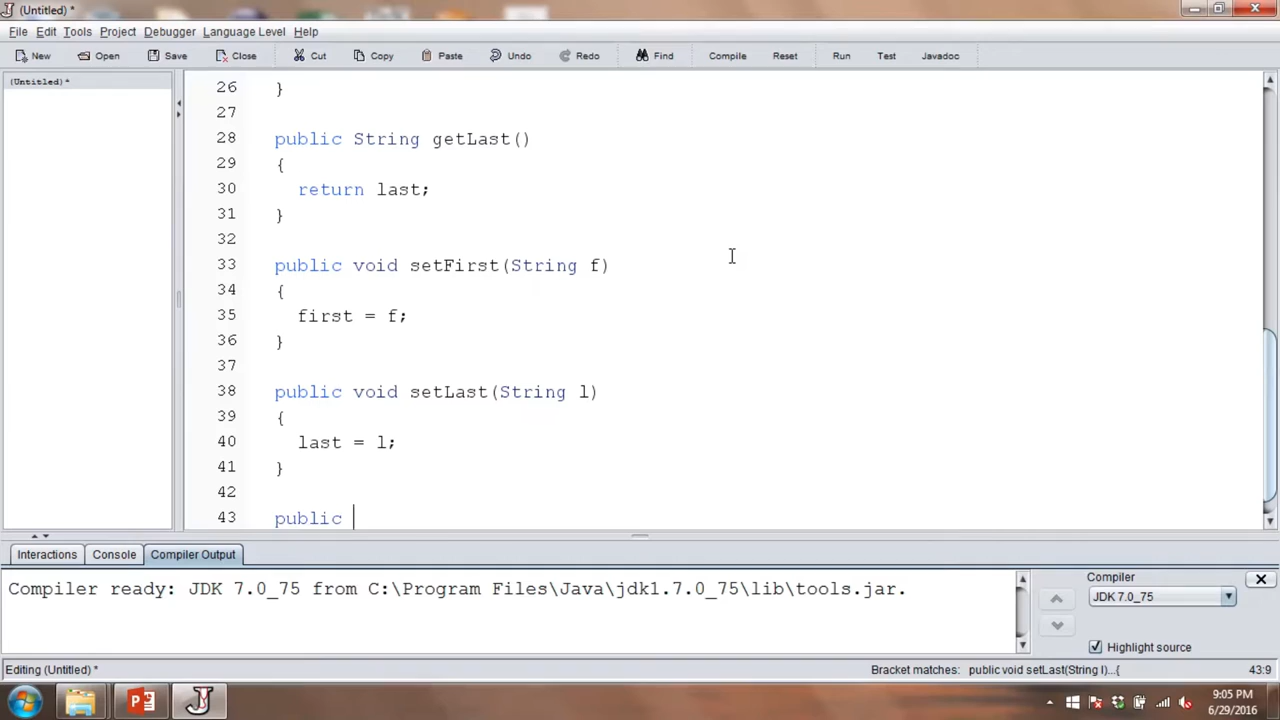 (Untitled) *
File Edit Tools Project Debugger Language Level Help
New Open Save Close Cut Copy Paste Undo Redo Find Compile Reset Run Test Javadoc
(Untitled) *
26 }
27
28 public String getLast()
29 {
30 return last;
31 }
32
33 public void setFirst(String f)
34 {
35 first = f;
36 }
37
38 public void setLast(String l)
39 {
40 last = l;
41 }
42
43 public
Interactions Console Compiler Output
Compiler ready: JDK 7.0_75 from C:\Program Files\Java\jdk1.7.0_75\lib\tools.jar.
Compiler
JDK 7.0_75
Highlight source
Editing (Untitled) * Bracket matches: public void setLast(String l)...{ 43:9
9:05 PM
6/29/2016